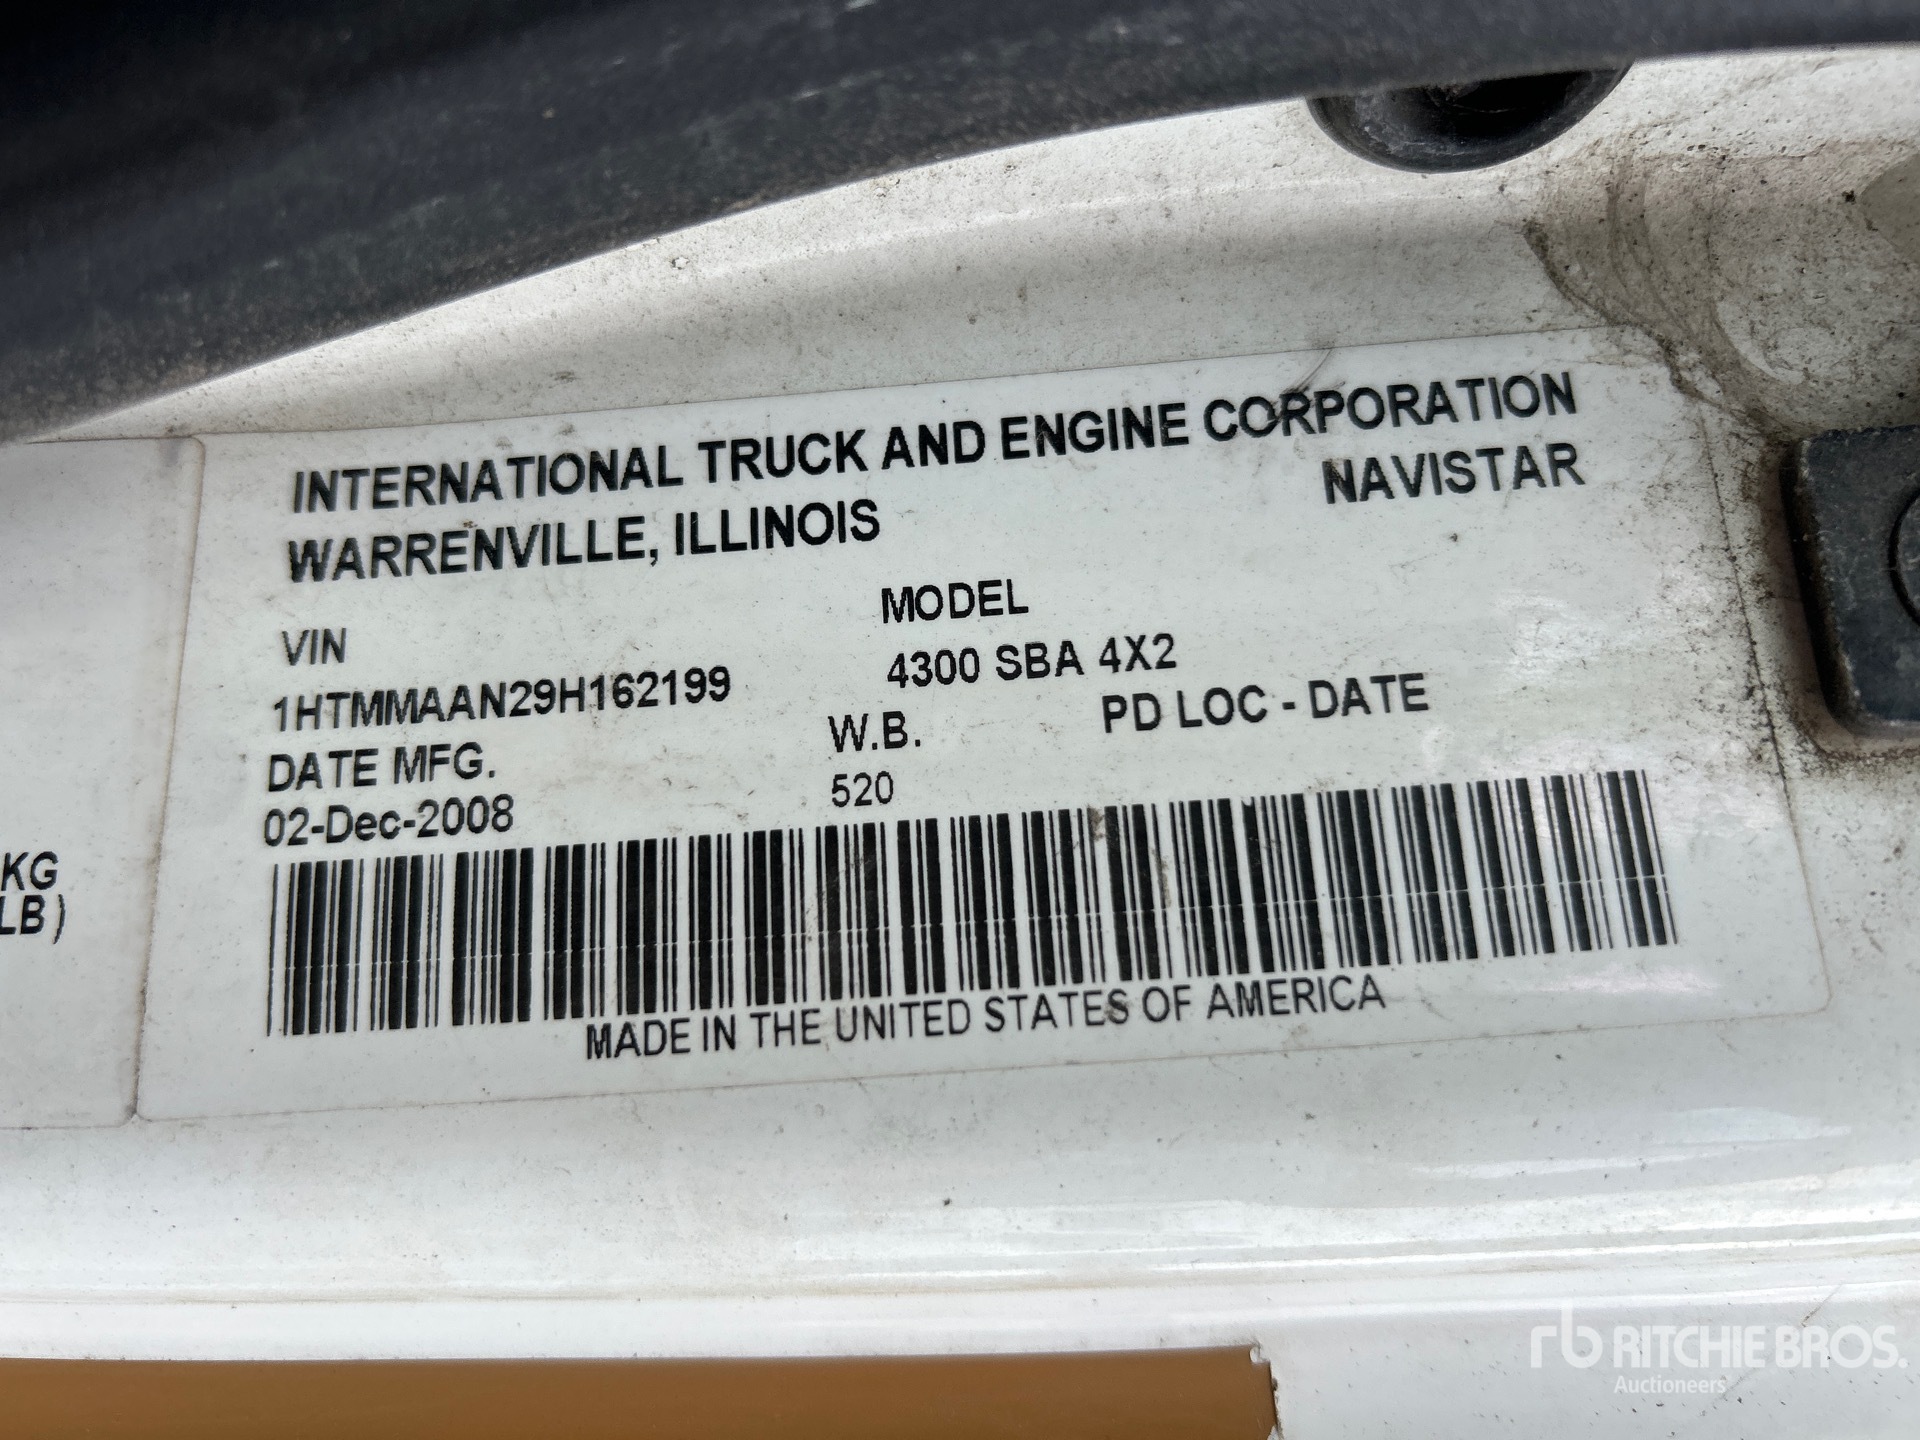 INTERNATIONAL TRUCK AND ENGINE CORPORATION
WARRENVILLE, ILLINOIS
NAVISTAR
VIN
MODEL
1HTMMAAN29H162199
4300 SBA 4X2
DATE MFG.
W.B.
PD LOC - DATE
02-Dec-2008
520
KG
LB)
MADE IN THE UNITED STATES OF AMERICA
rb RITCHIE BROS.
Auctioneers